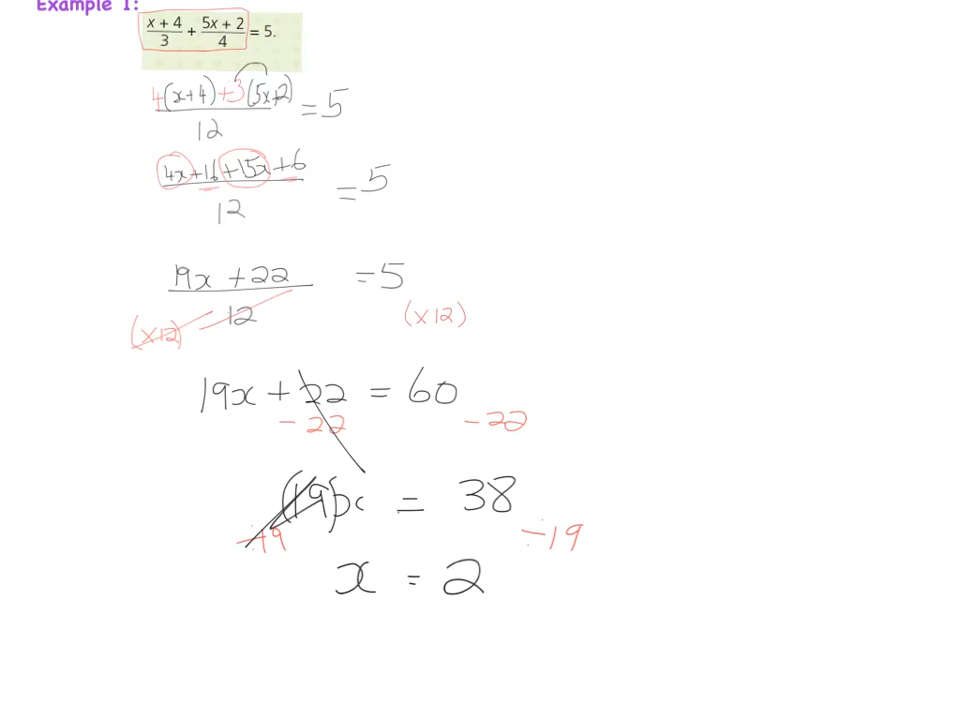 Example 1:
x + 4/3 + 5x + 2/4 = 5.
4(x+4) +3(5x+2)/12 = 5
4x+16+15x+6/12 = 5
19x +22/12 = 5
(x12) (x12)
19x + 22 = 60
- 22 - 22
(19)x = 38
÷19 ÷19
x = 2